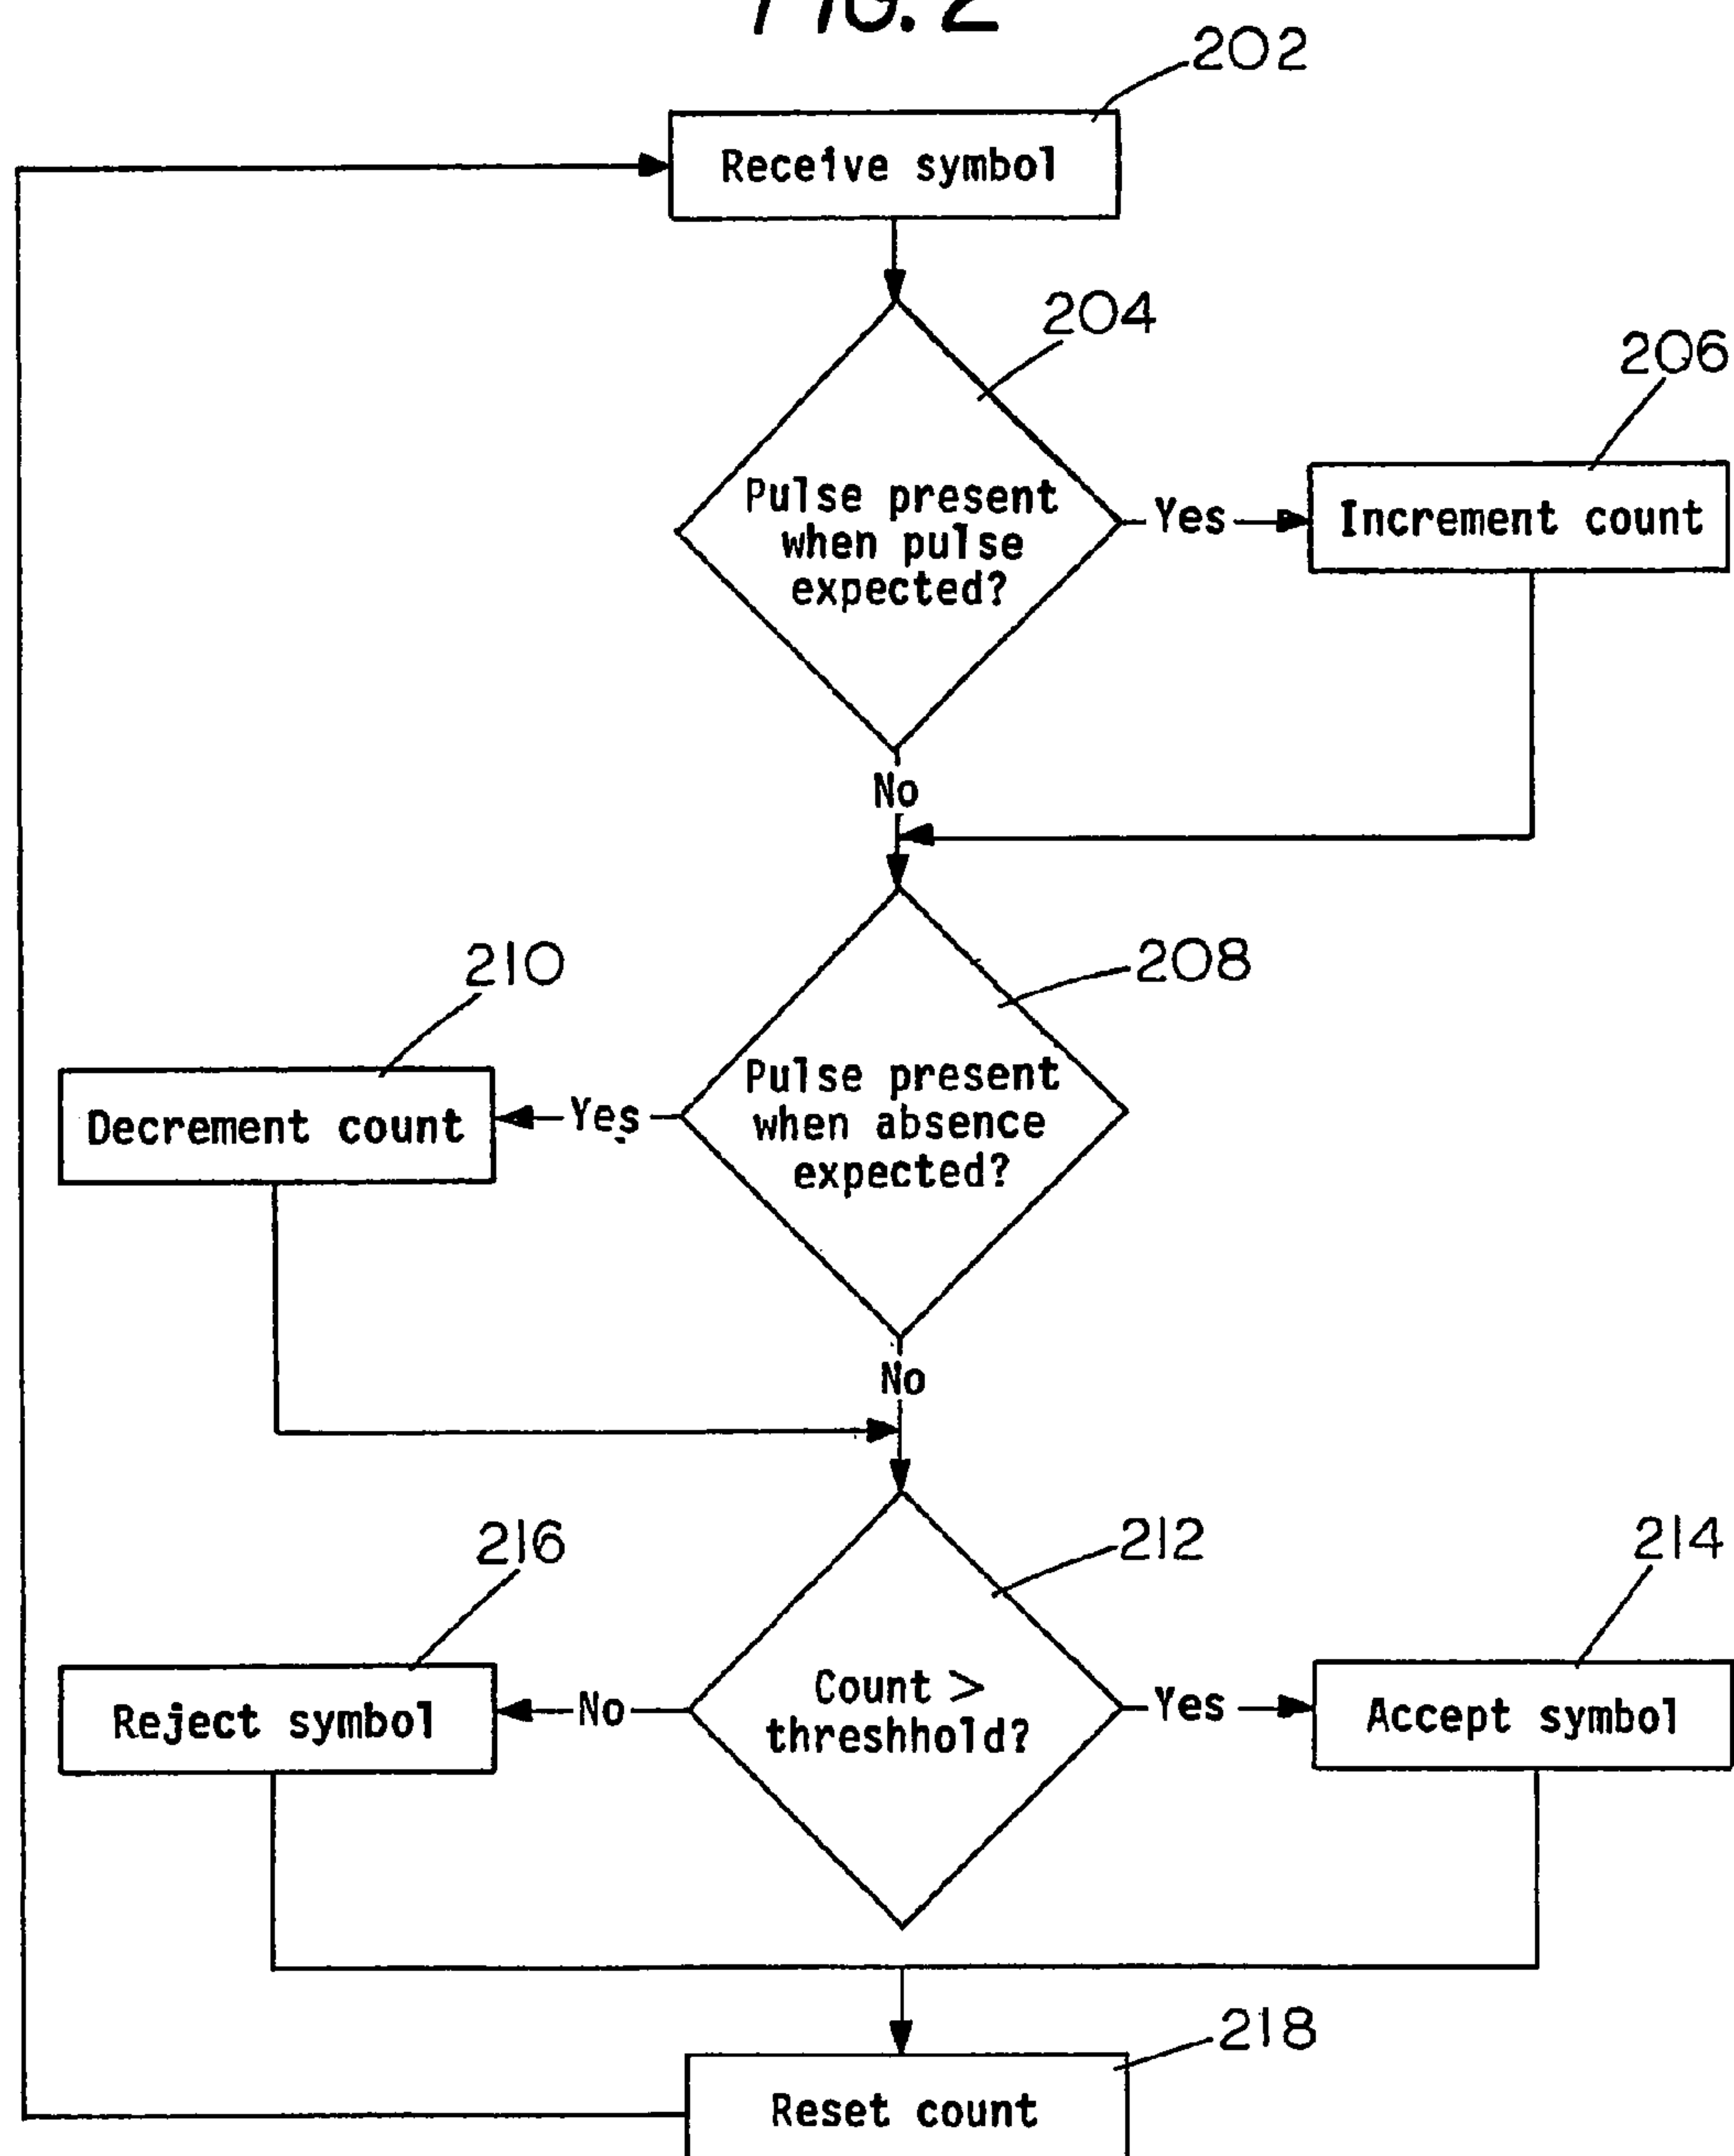 FIG. 2
202
Receive symbol
204
206
Pulse present
when pulse
expected?
Yes
Increment count
No
210
208
Decrement count
Yes
Pulse present
when absence
expected?
No
216
212
214
Reject symbol
No
Count >
threshhold?
Yes
Accept symbol
218
Reset count